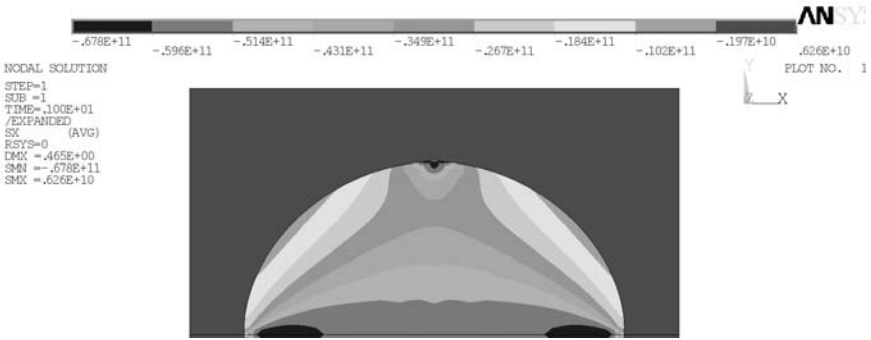 ANSYS
-.678E+11 -.596E+11 -.514E+11 -.431E+11 -.349E+11 -.267E+11 -.184E+11 -.102E+11 -.197E+10 .626E+10
NODAL SOLUTION
PLOT NO. 1
STEP=1
SUB =1
TIME=.100E+01
/EXPANDED
SX (AVG)
RSYS=0
DMX =.465E+00
SMN =-.678E+11
SMX =.626E+10
Y
Z X